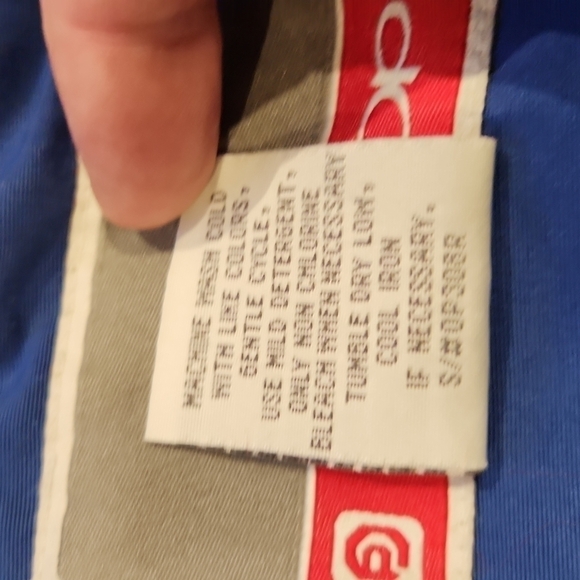 MACHINE WASH COLD
WITH LIKE COLORS,
GENTLE CYCLE,
USE MILD DETERGENT,
ONLY NON CHLORINE
BLEACH WHEN NECESSARY
TUMBLE DRY LOW,
COOL IRON
IF NECESSARY.
op